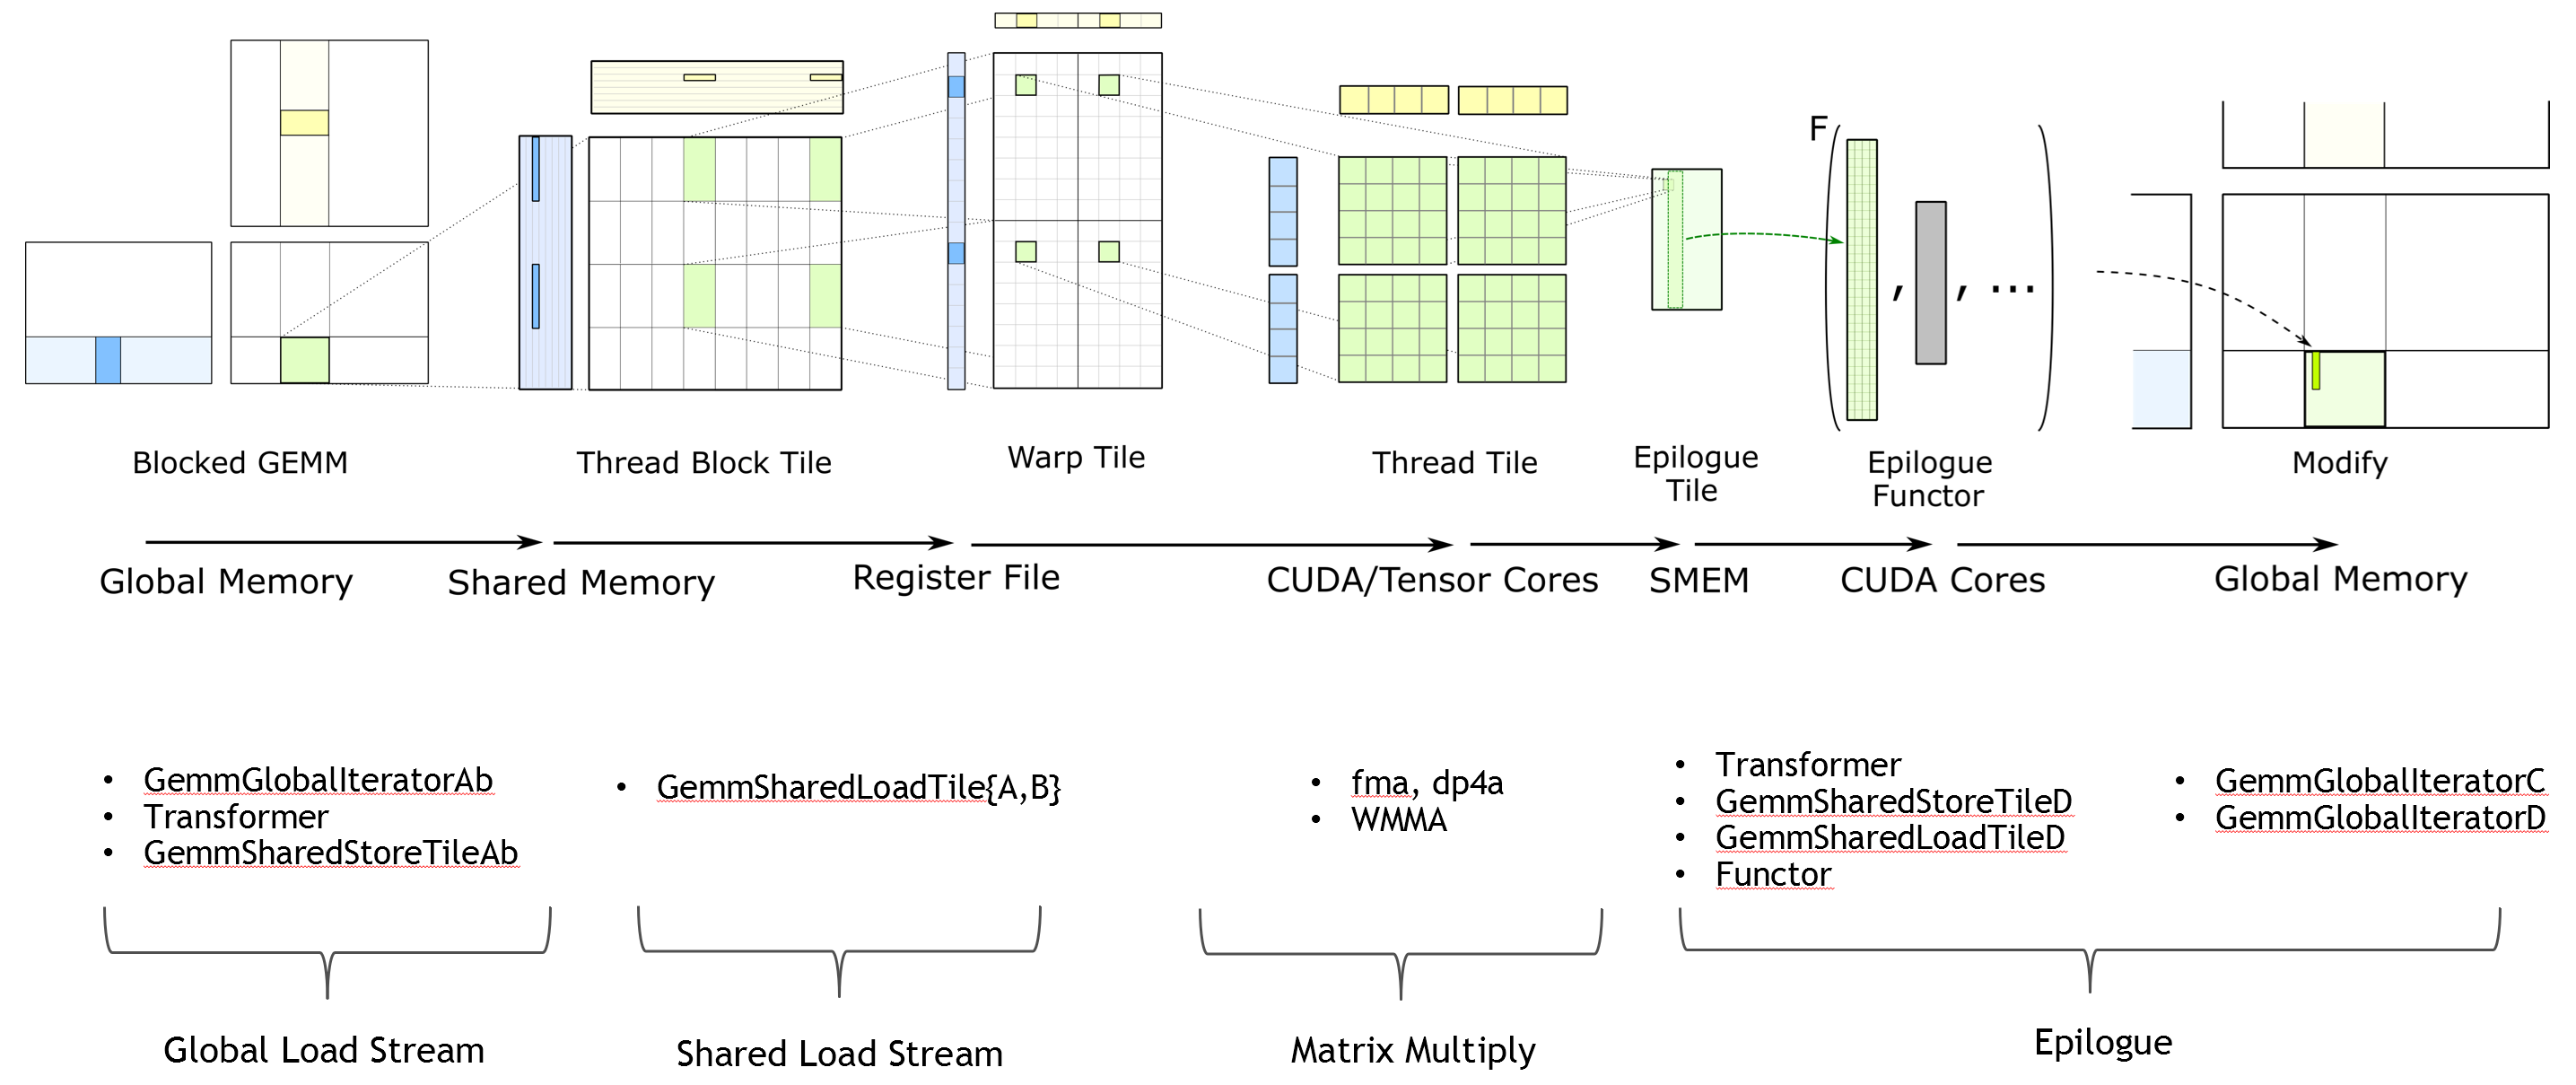 F
, , ...
Blocked GEMM
Thread Block Tile
Warp Tile
Thread Tile
Epilogue
Tile
Epilogue
Functor
Modify
Global Memory
Shared Memory
Register File
CUDA/Tensor Cores
SMEM
CUDA Cores
Global Memory
• GemmGlobalIteratorAb
• Transformer
• GemmSharedStoreTileAb
• GemmSharedLoadTile{A,B}
• fma, dp4a
• WMMA
• Transformer
• GemmSharedStoreTileD
• GemmSharedLoadTileD
• Functor
• GemmGlobalIteratorC
• GemmGlobalIteratorD
Global Load Stream
Shared Load Stream
Matrix Multiply
Epilogue